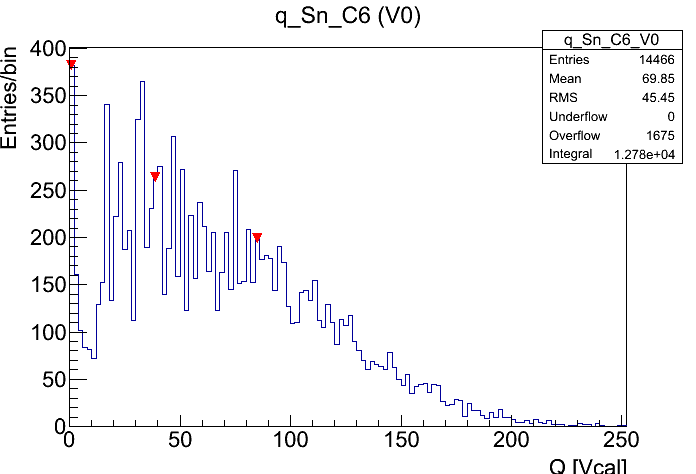 q_Sn_C6 (V0)
q_Sn_C6_V0
Entries 14466
Mean 69.85
RMS 45.45
Underflow 0
Overflow 1675
Integral 1.278e+04
Entries/bin
400
350
300
250
200
150
100
50
0
0 50 100 150 200 250
Q [Vcal]